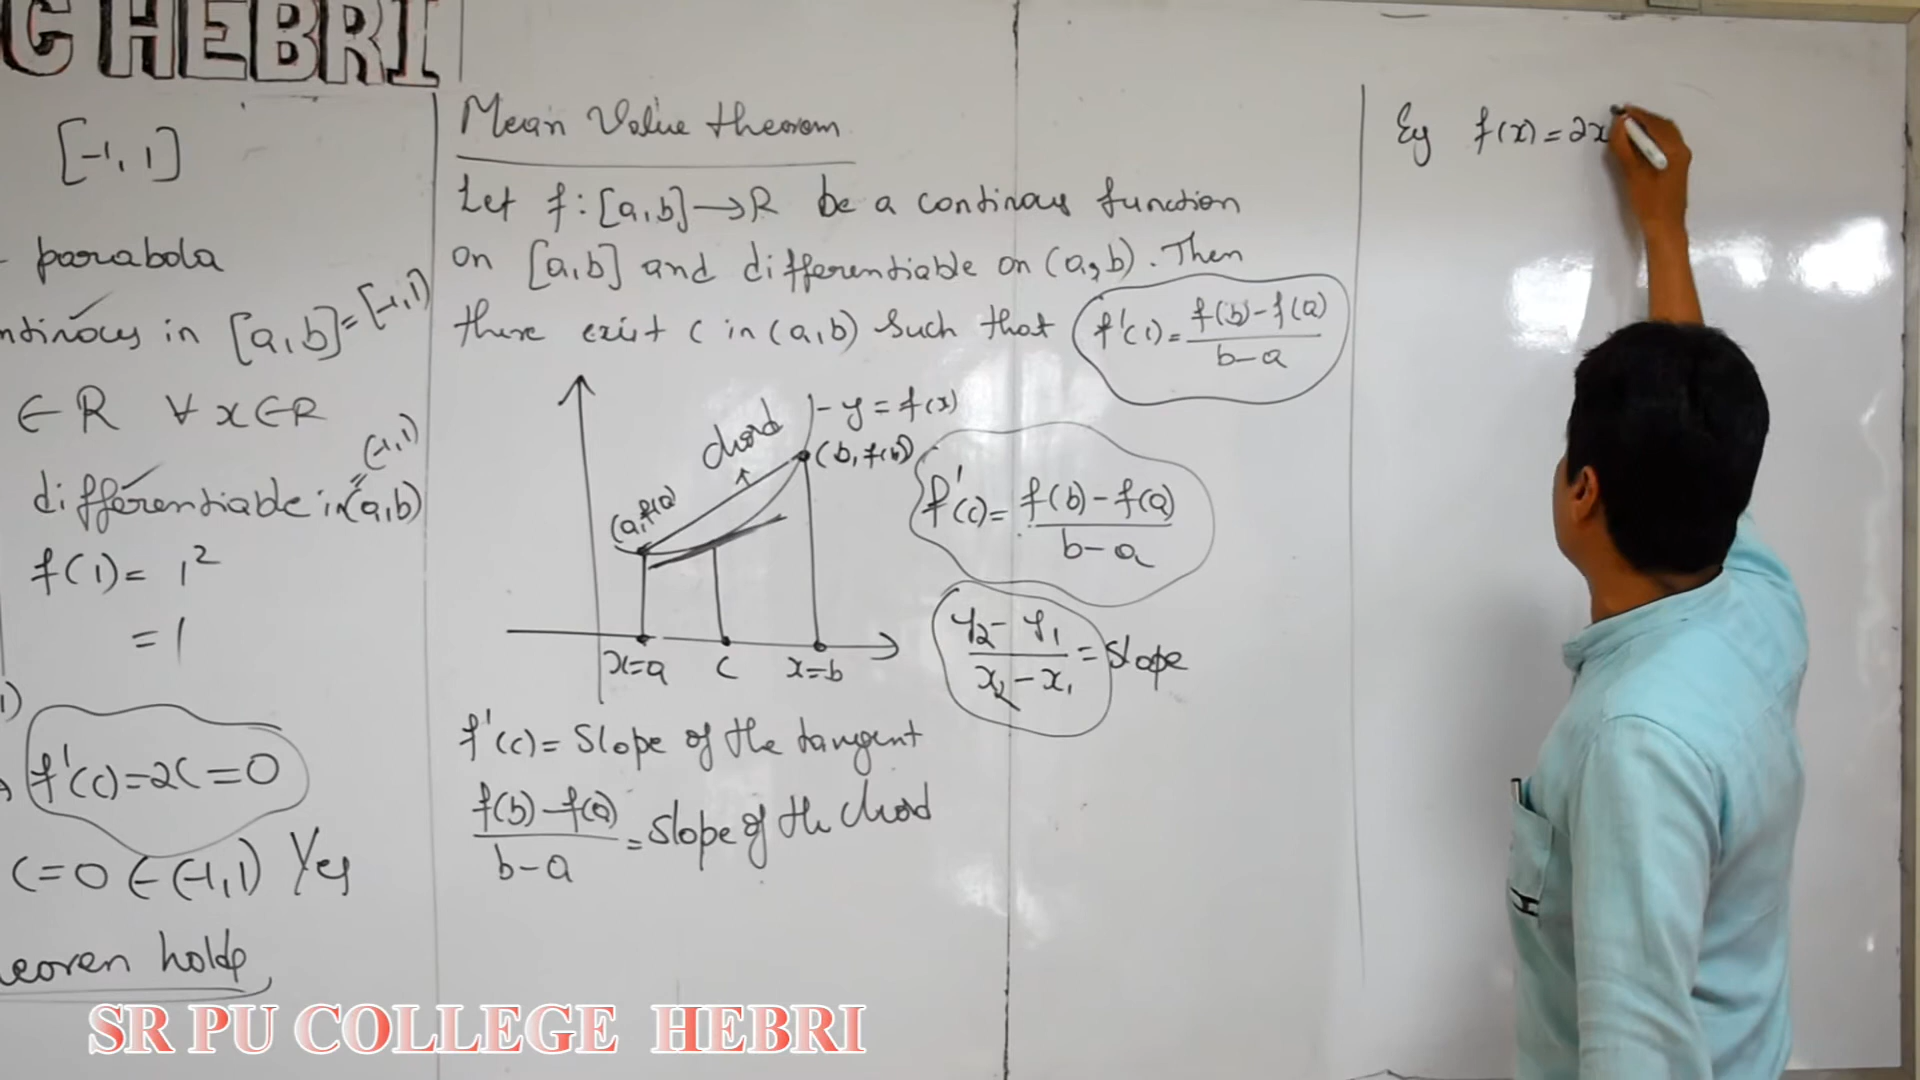 C HEBRI
[-1, 1]
parabola
in [a,b] = [-1,1]
∈ R ∀ x ∈ R
(-1,1)
differentiable in (a,b)
f(1) = 1²
= 1
f'(c) = 2c = 0
c = 0 ∈ (-1,1) Yes
holds
Mean Value theorem
Let f : [a,b] → R be a continous function
on [a,b] and differentiable on (a,b). Then
there exist c in (a,b) such that f'(c) = f(b) - f(a) / b - a
chord
y = f(x)
(b, f(b))
(a, f(a))
x=a c x=b
f'(c) = f(b) - f(a) / b - a
y₂ - y₁ / x₂ - x₁ = slope
f'(c) = Slope of the tangent
f(b) - f(a) / b - a = slope of the chord
Eg f(x) = 2x
SR PU COLLEGE HEBRI